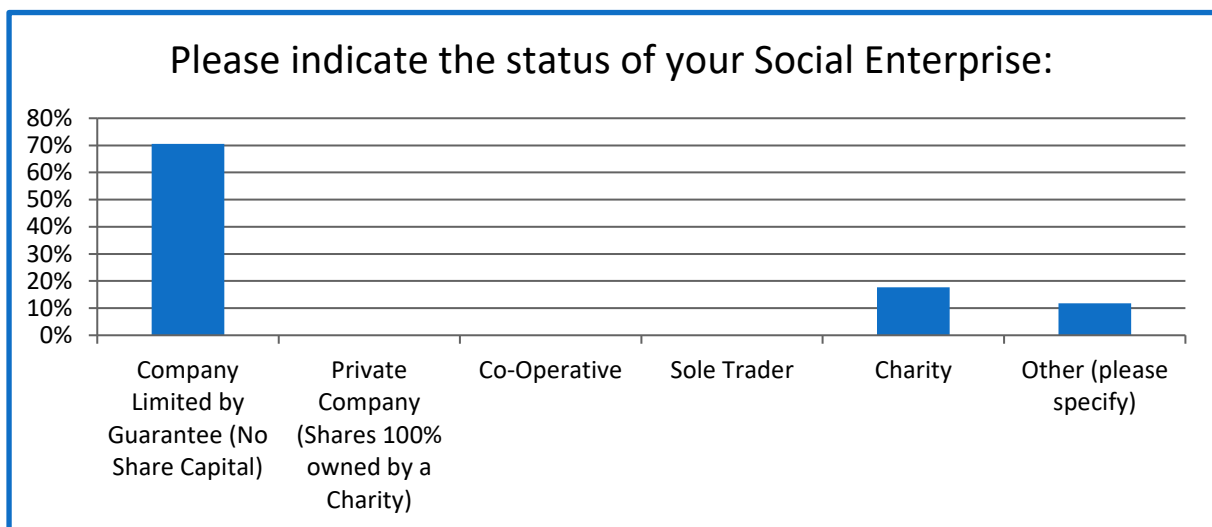 Please indicate the status of your Social Enterprise:
80%
70%
60%
50%
40%
30%
20%
10%
0%
Company
Limited by
Guarantee (No
Share Capital)
Private
Company
(Shares 100%
owned by a
Charity)
Co-Operative
Sole Trader
Charity
Other (please
specify)